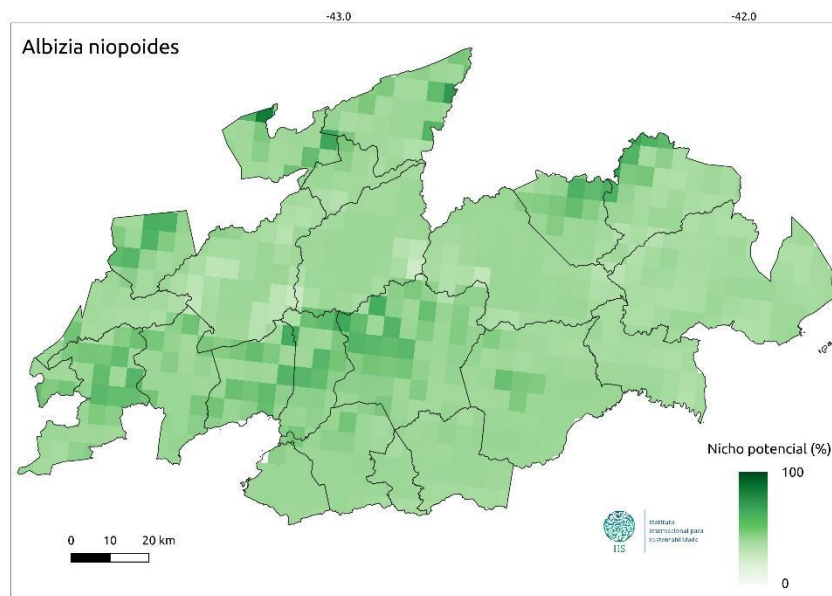 -43.0
-42.0
Albizia niopoides
Nicho potencial (%)
100
0
0
10
20 km
IIS
Instituto
Internacional para
Sustentabilidade